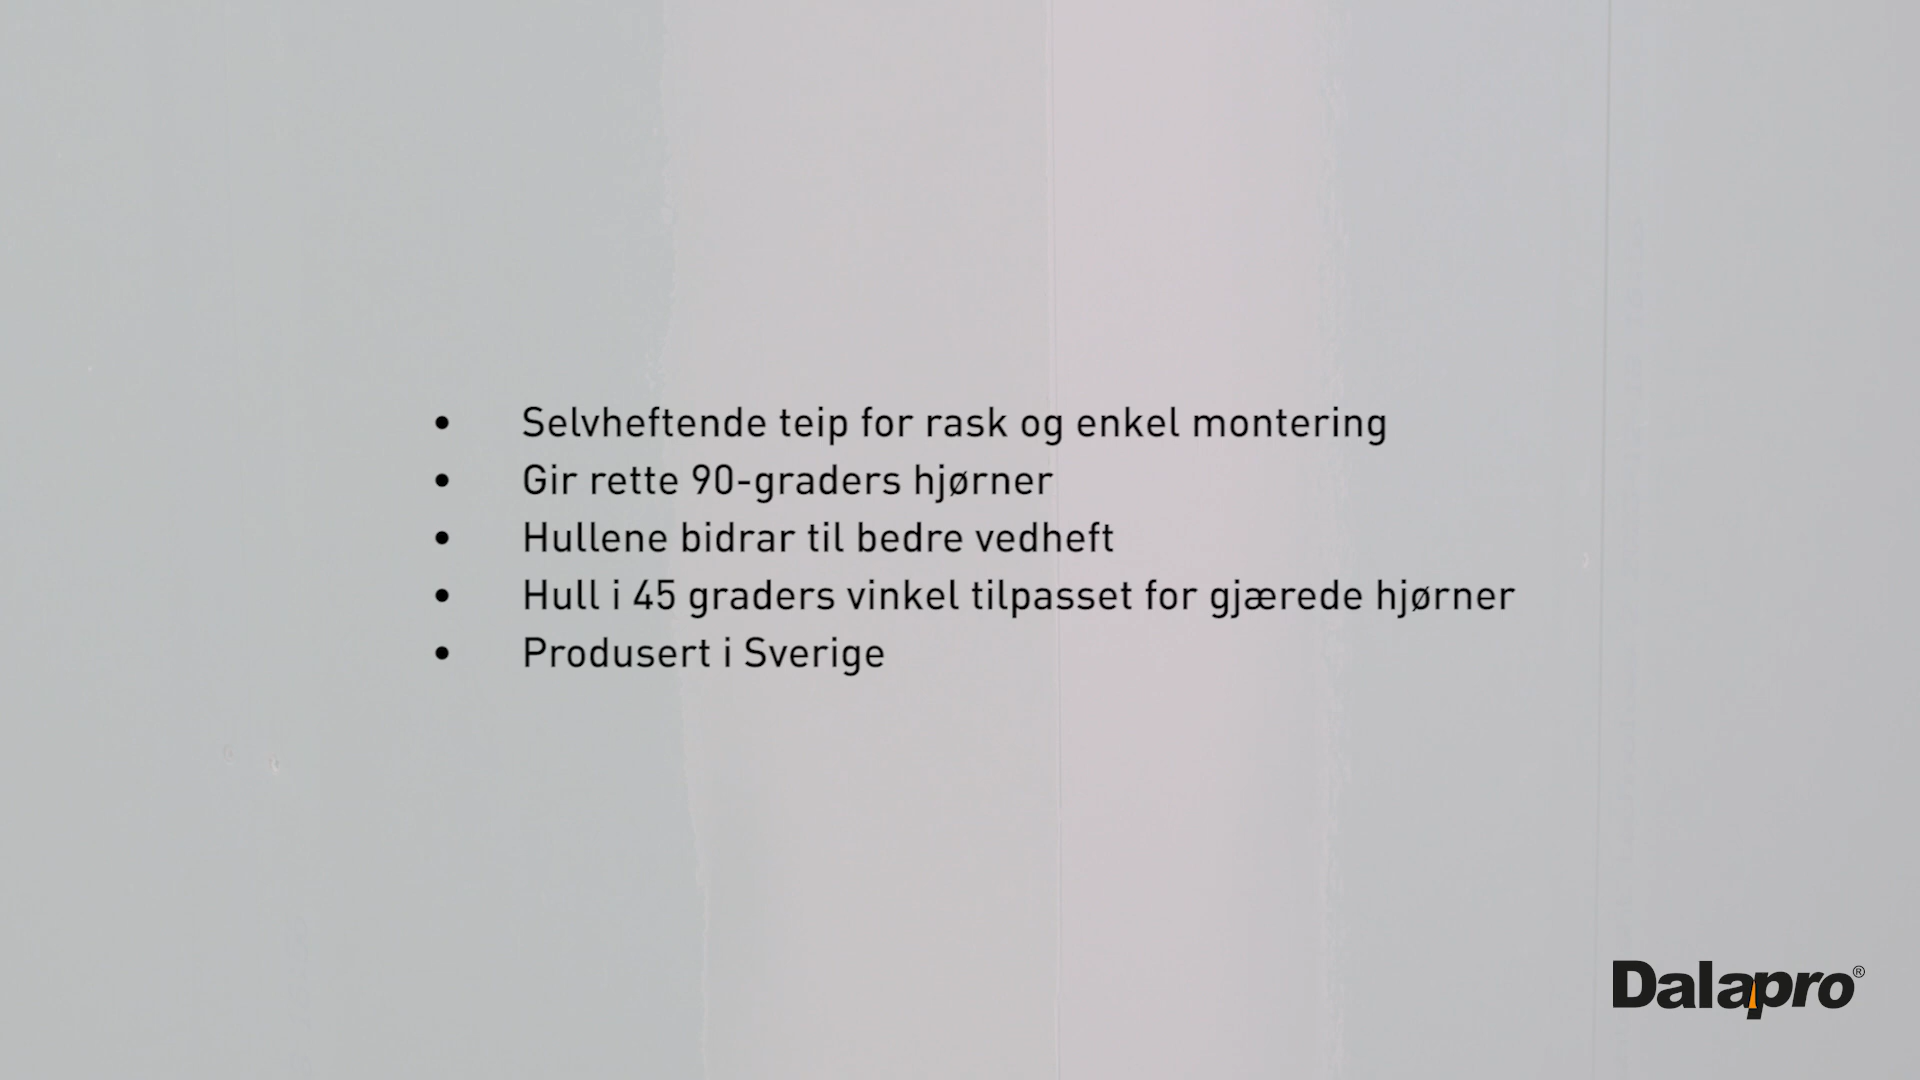 • Selvheftende teip for rask og enkel montering
• Gir rette 90-graders hjørner
• Hullene bidrar til bedre vedheft
• Hull i 45 graders vinkel tilpasset for gjærede hjørner
• Produsert i Sverige
Dalapro®